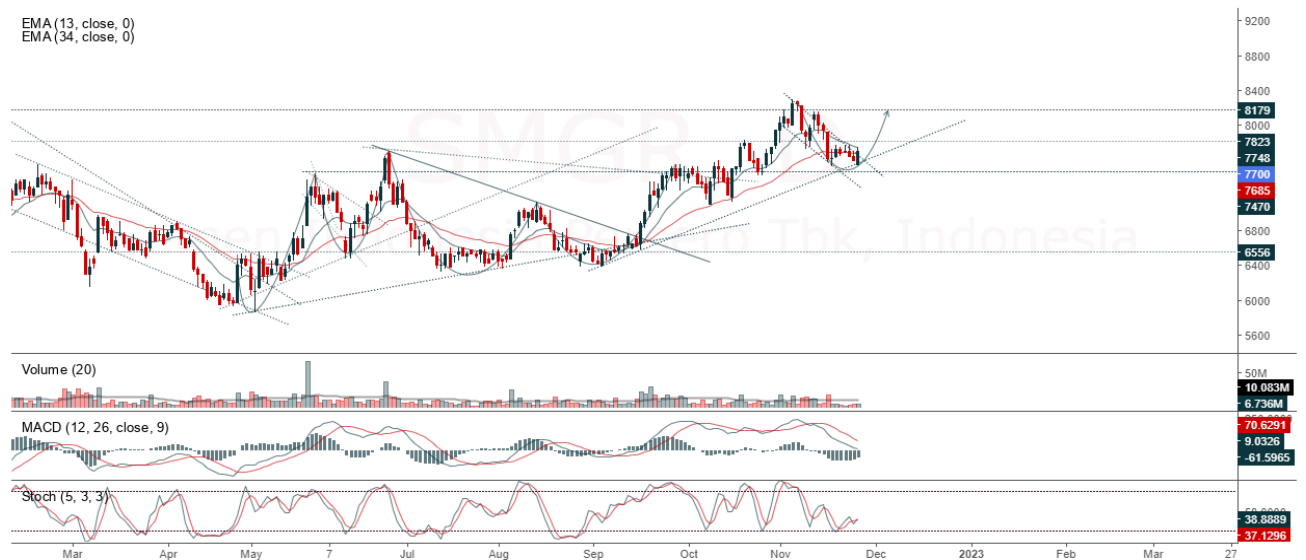 EMA (13, close, 0)
EMA (34, close, 0)
SMGR
Indonesia
9200
8800
8400
8179
8000
7823
7748
7700
7685
7470
6800
6556
6400
6000
5600
Volume (20)
50M
10.083M
6.736M
MACD (12, 26, close, 9)
70.6291
9.0326
-61.5965
Stoch (5, 3, 3)
38.8889
37.1296
Mar Apr May 7 Jul Aug Sep Oct Nov Dec 2023 Feb Mar 27